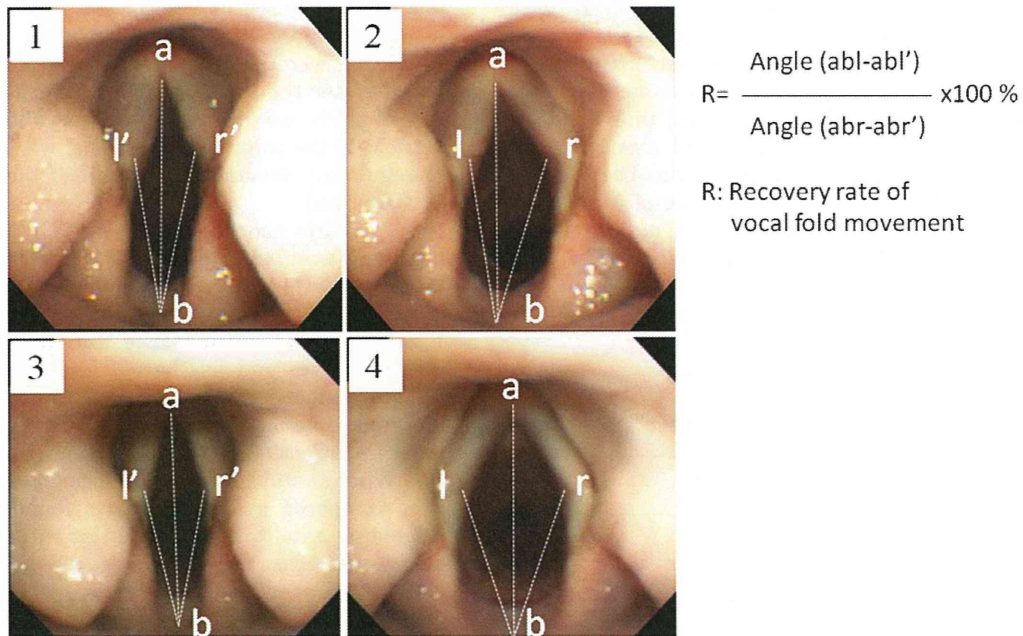 1
a
l’
r’
b
2
a
l
r
b
3
a
l’
r’
b
4
a
l
r
b
Angle (abl-abl’)
R= x100 %
Angle (abr-abr’)
R: Recovery rate of
vocal fold movement